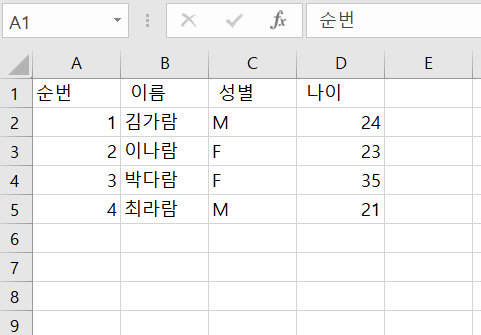 A1 fx 순번
A B C D E
1 순번 이름 성별 나이
2 1 김가람 M 24
3 2 이나람 F 23
4 3 박다람 F 35
5 4 최라람 M 21
6
7
8
9